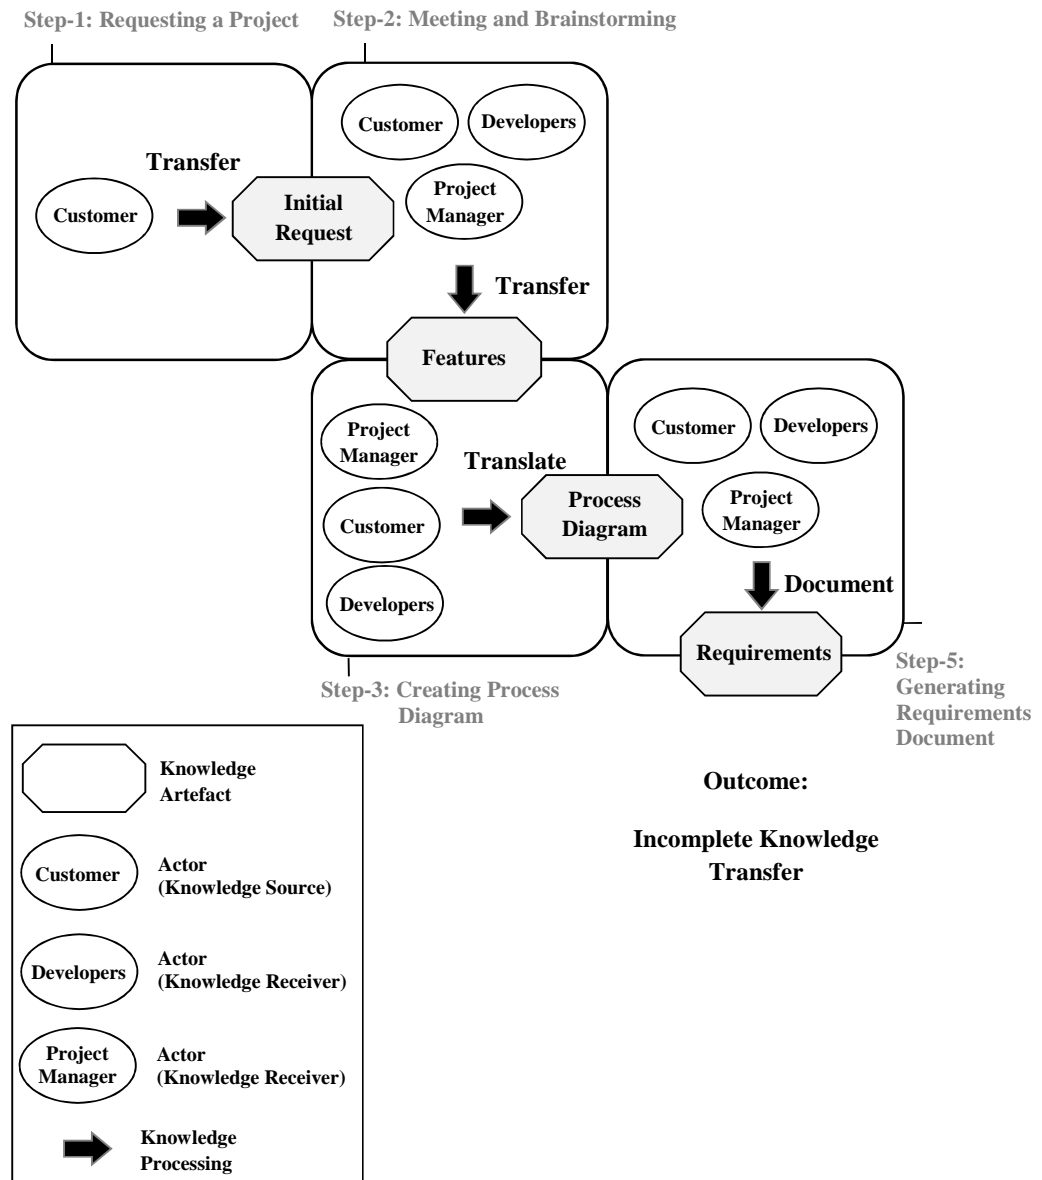 Step-1: Requesting a Project
Step-2: Meeting and Brainstorming
Customer
Transfer
Initial
Request
Customer
Developers
Project
Manager
Transfer
Features
Project
Manager
Customer
Developers
Translate
Process
Diagram
Customer
Developers
Project
Manager
Document
Requirements
Step-3: Creating Process
Diagram
Step-5:
Generating
Requirements
Document
Outcome:
Incomplete Knowledge
Transfer
Knowledge
Artefact
Customer
Actor
(Knowledge Source)
Developers
Actor
(Knowledge Receiver)
Project
Manager
Actor
(Knowledge Receiver)
Knowledge
Processing